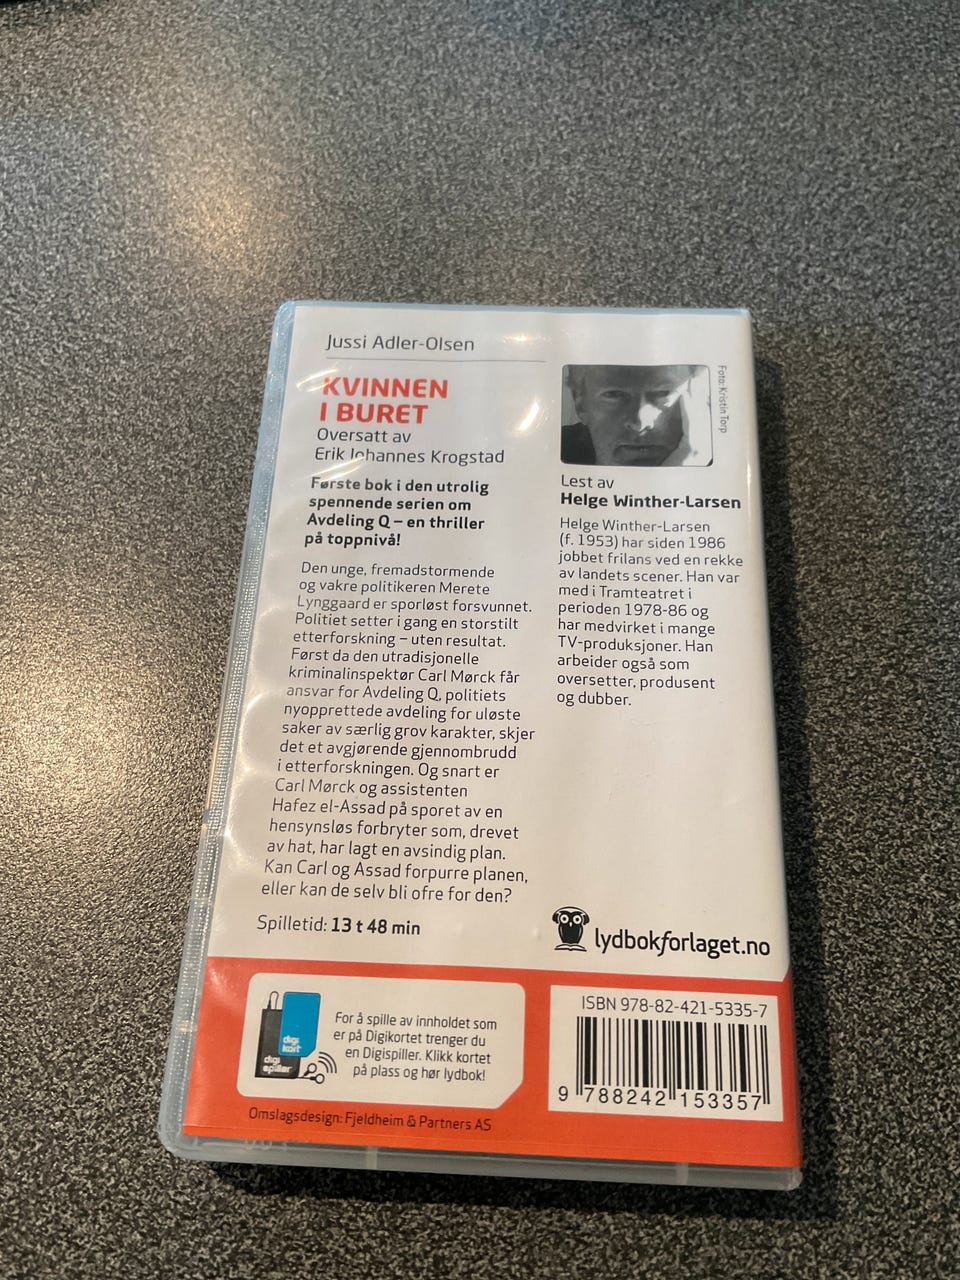 Jussi Adler-Olsen
KVINNEN
I BURET
Oversatt av
Erik Johannes Krogstad
Første bok i den utrolig
spennende serien om
Avdeling Q – en thriller
på toppnivå!
Den unge, fremadstormende
og vakre politikeren Merete
Lynggaard er sporløst forsvunnet.
Politiet setter i gang en storstilt
etterforskning – uten resultat.
Først da den utradisjonelle
kriminalinspektør Carl Mørck får
ansvar for Avdeling Q, politiets
nyopprettede avdeling for uløste
saker av særlig grov karakter, skjer
det et avgjørende gjennombrudd
i etterforskningen. Og snart er
Carl Mørck og assistenten
Hafez el-Assad på sporet av en
hensynsløs forbryter som, drevet
av hat, har lagt en avsindig plan.
Kan Carl og Assad forpurre planen,
eller kan de selv bli ofre for den?
Spilletid: 13 t 48 min
Foto: Kristin Torp
Lest av
Helge Winther-Larsen
Helge Winther-Larsen
(f. 1953) har siden 1986
jobbet frilans ved en rekke
av landets scener. Han var
med i Tramteatret i
perioden 1978-86 og
har medvirket i mange
TV-produksjoner. Han
arbeider også som
oversetter, produsent
og dubber.
lydbokforlaget.no
digi
kort
digi
spiller
For å spille av innholdet som
er på Digikortet trenger du
en Digispiller. Klikk kortet
på plass og hør lydbok!
Omslagsdesign: Fjeldheim & Partners AS
ISBN 978-82-421-5335-7
9 788242 153357